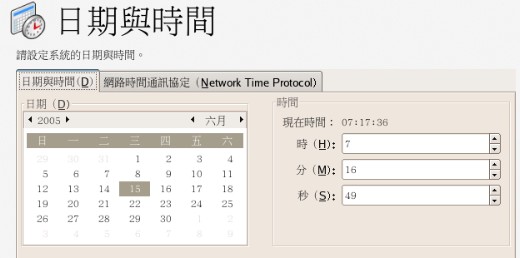 日期與時間
請設定系統的日期與時間。
日期與時間(D) 網路時間通訊協定 (Network Time Protocol)
日期 (D)
2005 六月
日 一 二 三 四 五 六
29 30 31 1 2 3 4
5 6 7 8 9 10 11
12 13 14 15 16 17 18
19 20 21 22 23 24 25
26 27 28 29 30 1 2
3 4 5 6 7 8 9
時間
現在時間： 07:17:36
時 (H): 7
分 (M): 16
秒 (S): 49